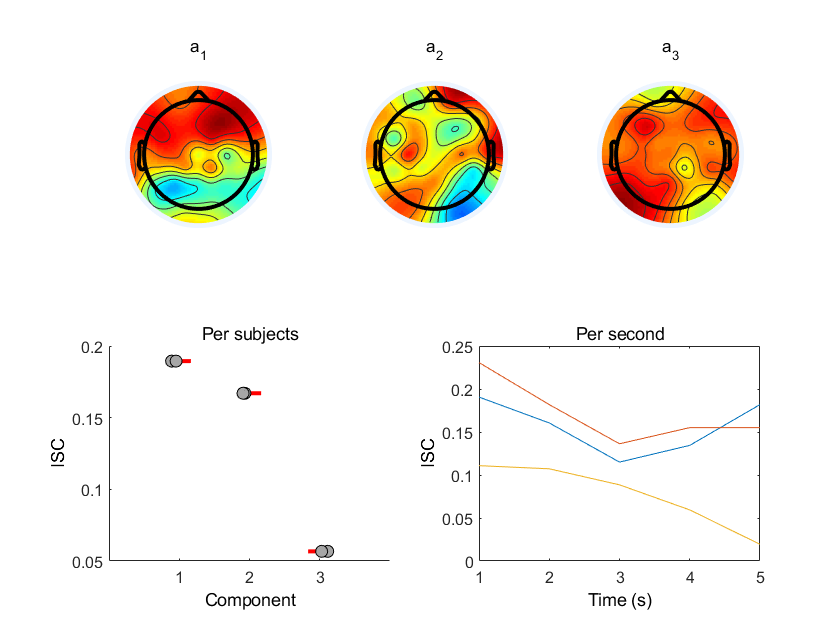 a1 a2 a3
Per subjects Per second
0.2 0.25
0.2
0.15 0.15
0.1 0.1
0.05
0.05 0
ISC ISC
1 2 3 1 2 3 4 5
Component Time (s)